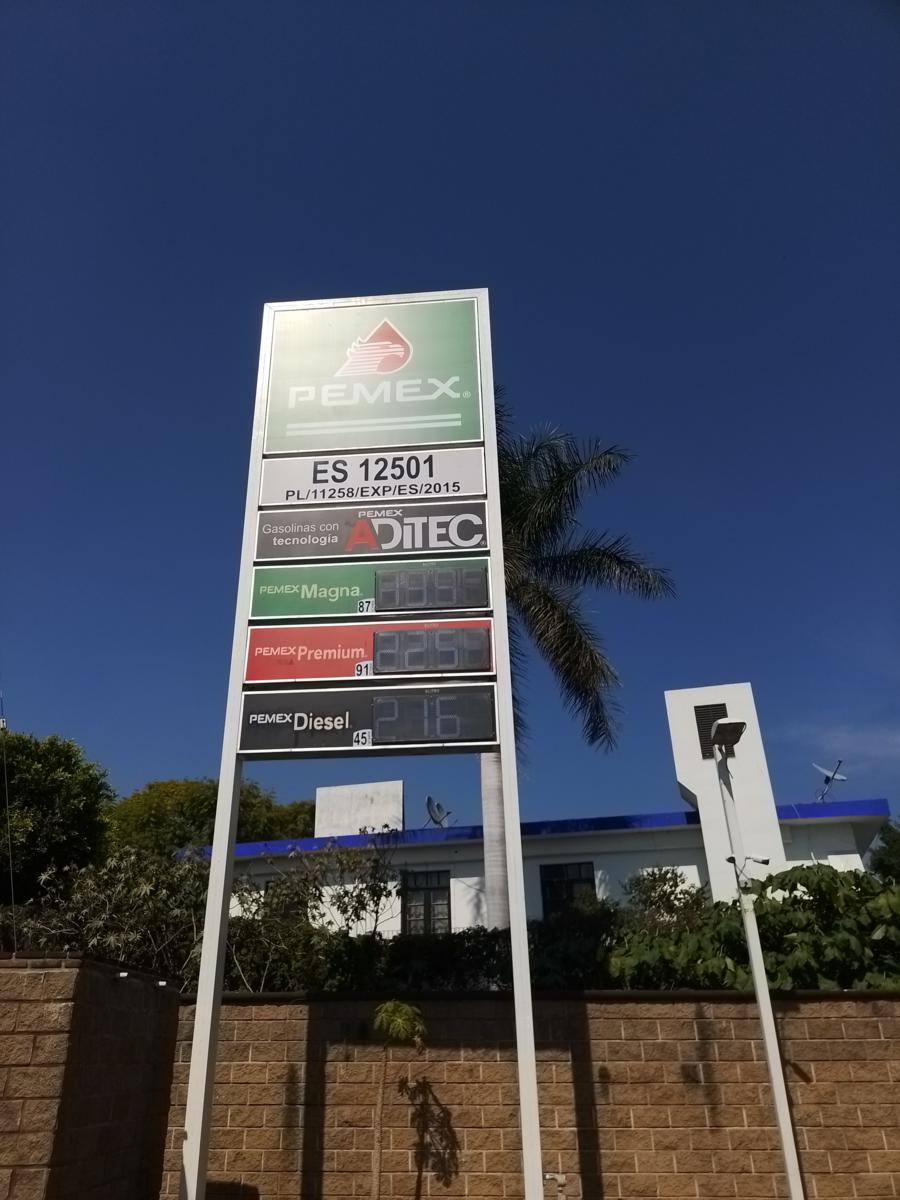 PEMEX®
ES 12501
PL/11258/EXP/ES/2015
Gasolinas con
tecnología
PEMEX
ADITEC®
PEMEX Magna®
87
PEMEX Premium®
91
PEMEX Diesel®
45